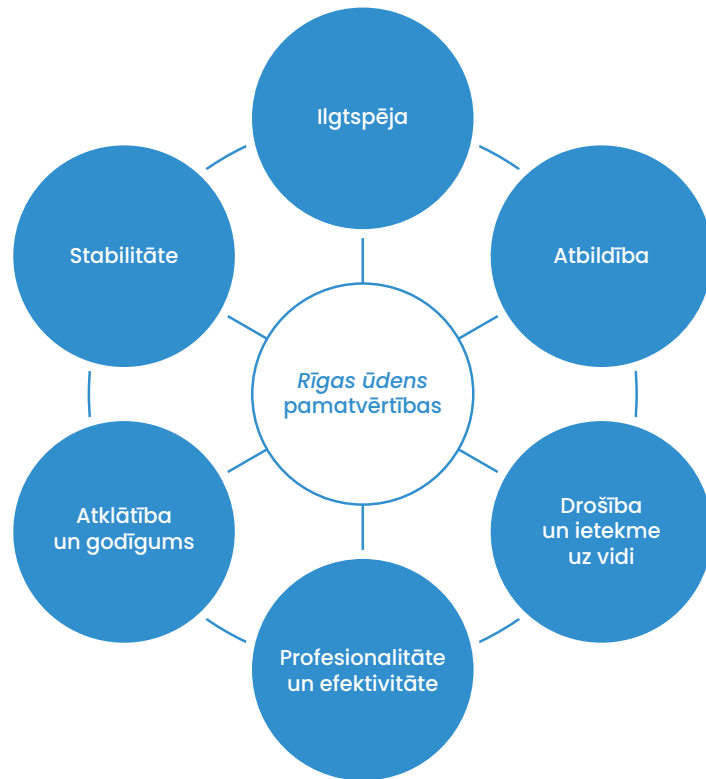 Ilgtspēja
Stabilitāte
Atbildība
Rīgas ūdens
pamatvērtības
Atklātība
un godīgums
Drošība
un ietekme
uz vidi
Profesionalitāte
un efektivitāte